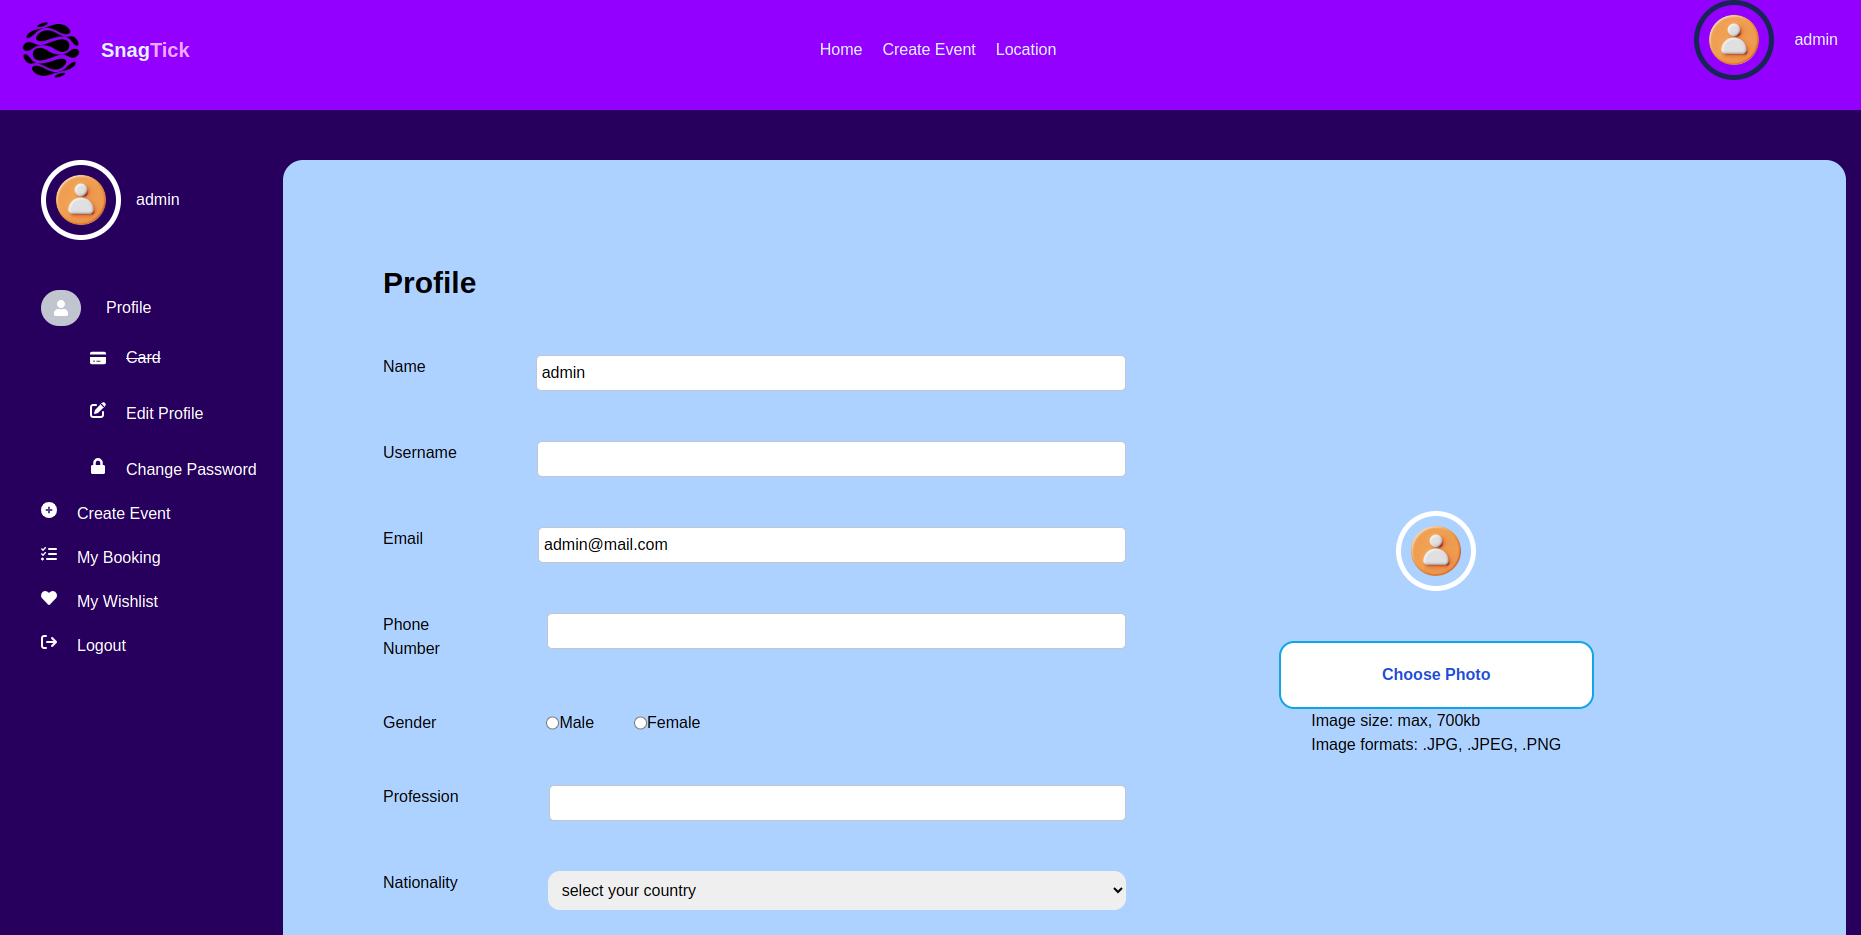 SnagTick
Home Create Event Location
admin
admin
Profile
Card
Edit Profile
Change Password
Create Event
My Booking
My Wishlist
Logout
Profile
Name
admin
Username
Email
admin@mail.com
Phone
Number
Gender
Male Female
Profession
Nationality
select your country
Choose Photo
Image size: max, 700kb
Image formats: .JPG, .JPEG, .PNG